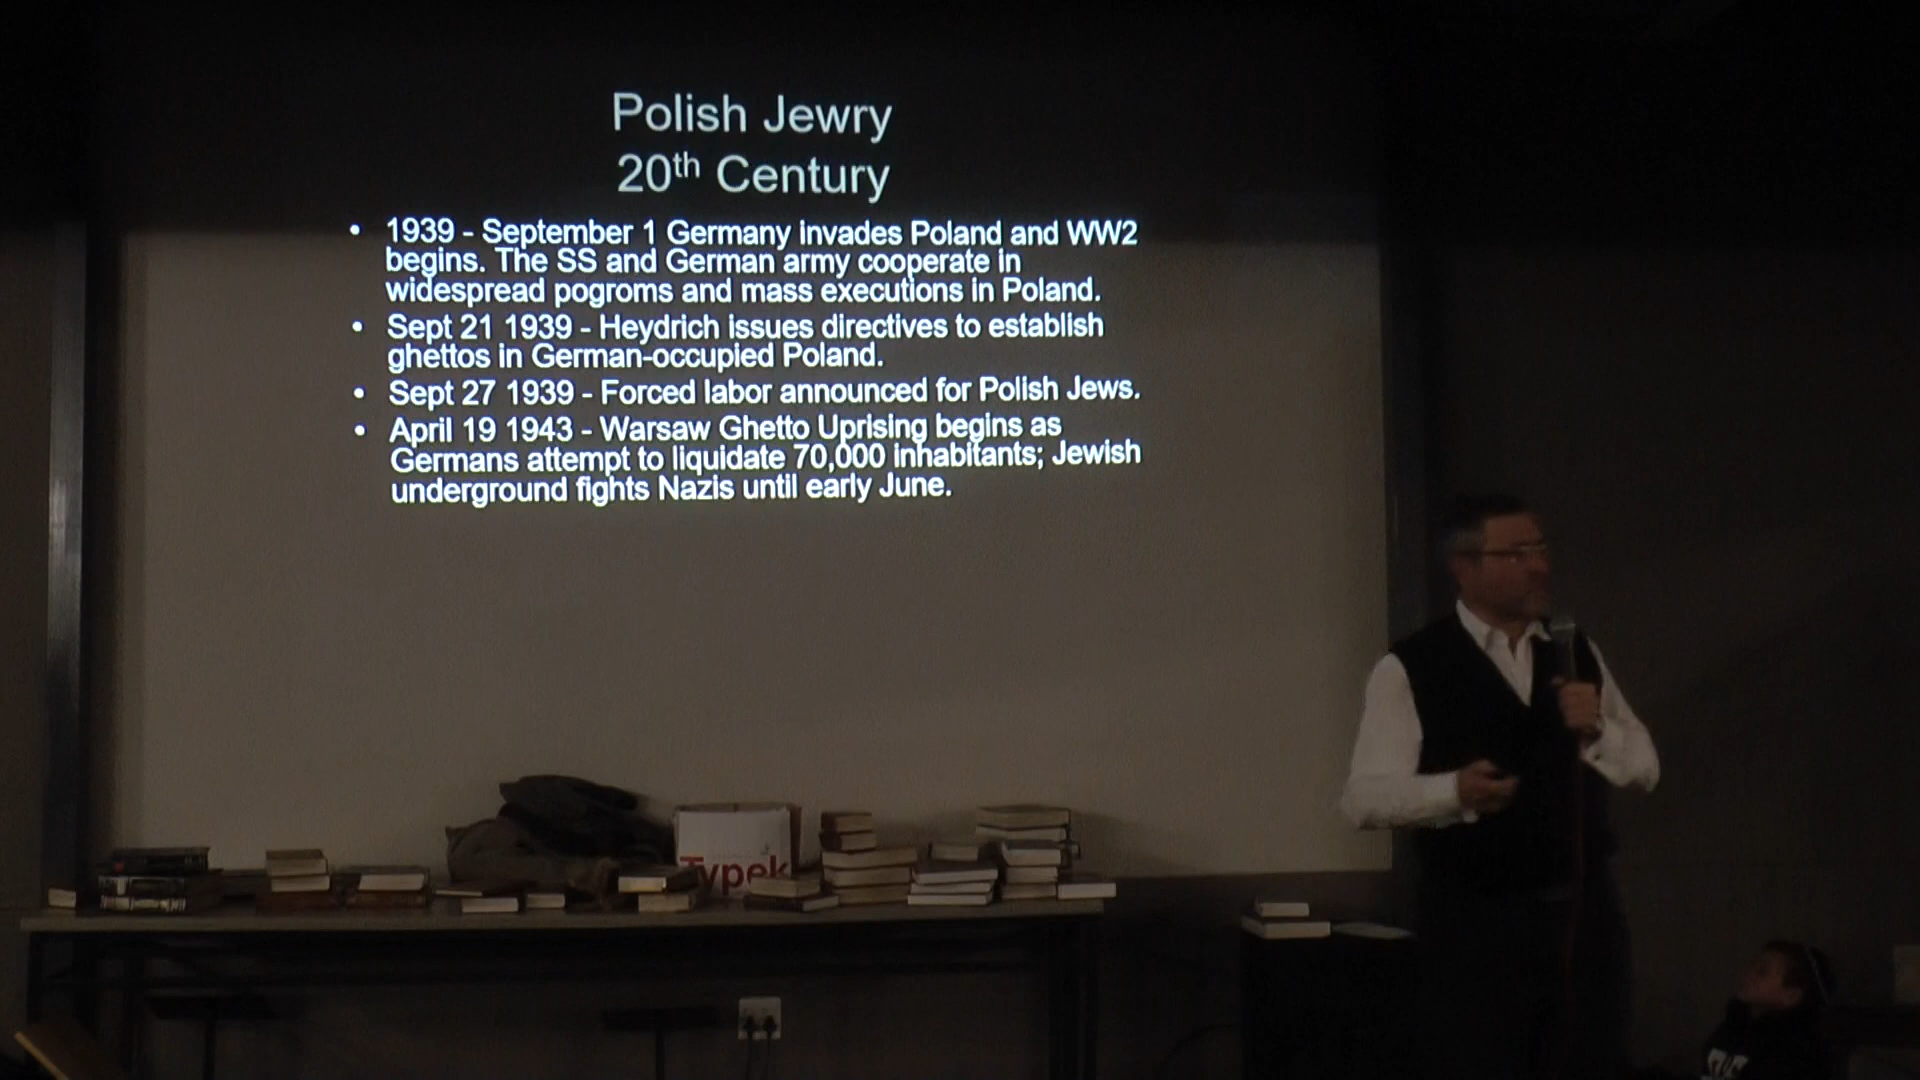 Polish Jewry
20th Century
• 1939 - September 1 Germany invades Poland and WW2
begins. The SS and German army cooperate in
widespread pogroms and mass executions in Poland.
• Sept 21 1939 - Heydrich issues directives to establish
ghettos in German-occupied Poland.
• Sept 27 1939 - Forced labor announced for Polish Jews.
• April 19 1943 - Warsaw Ghetto Uprising begins as
Germans attempt to liquidate 70,000 inhabitants; Jewish
underground fights Nazis until early June.
Typek